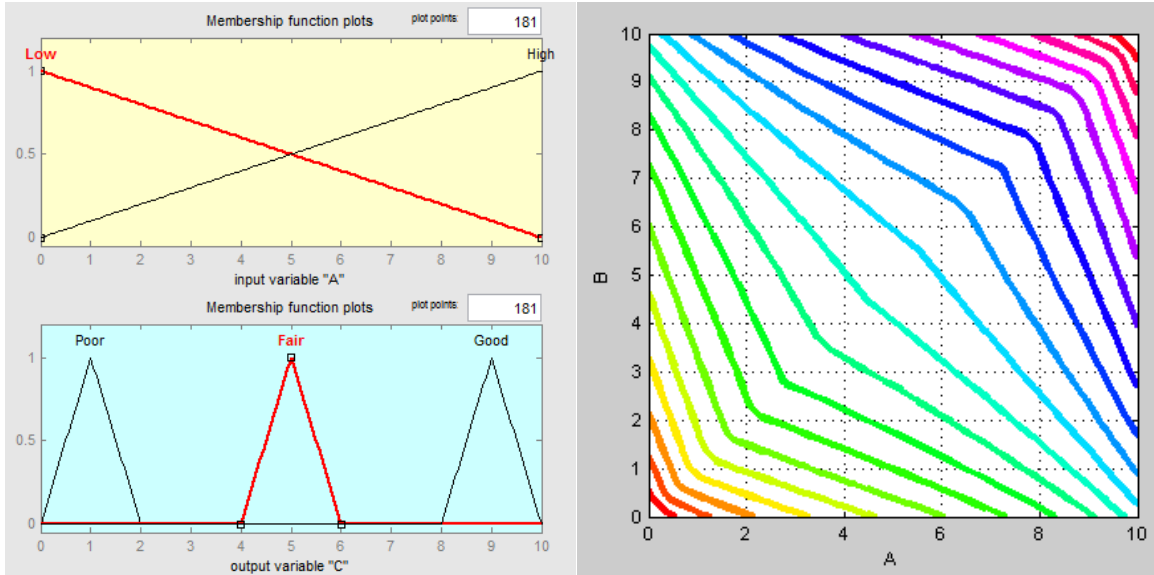 Membership function plots plot points: 181
Low High
1
0.5
0
0 1 2 3 4 5 6 7 8 9 10
input variable "A"
Membership function plots plot points: 181
Poor Fair Good
1
0.5
0
0 1 2 3 4 5 6 7 8 9 10
output variable "C"
10
9
8
7
6
5
4
3
2
1
0
B
0 2 4 6 8 10
A